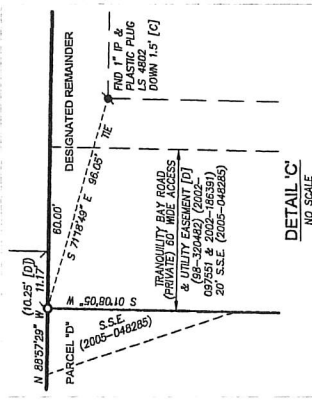 N 88°57'29" W
(10.25' [D])
11.17'
60.00'
DESIGNATED REMAINDER
S 71°18'49" E 96.05'
TIE
FND 1" IP &
PLASTIC PLUG
LS 4802
DOWN 1.5' [C]
PARCEL "D"
S 01°08'05" W
S.S.E.
(2005-048285)
TRANQUILITY BAY ROAD
(PRIVATE) 60' WIDE ACCESS
& UTILITY EASEMENT [D]
(98-320482) (2002-
097551 & 2002-186391)
20' S.S.E. (2005-048285)
DETAIL 'C'
NO SCALE